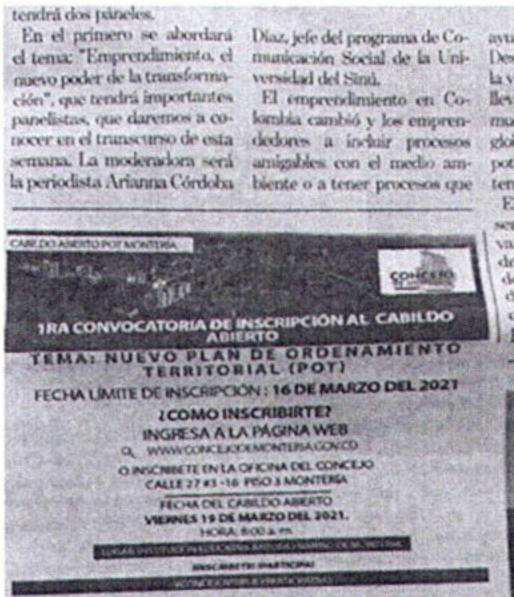 tendrá dos páneles.
En el primero se abordará
el tema: "Emprendimiento, el
nuevo poder de la transforma-
ción", que tendrá importantes
panelistas, que daremos a co-
nocer en el transcurso de esta
semana. La moderadora será
la periodista Arianna Córdoba
Díaz, jefe del programa de Co-
municación Social de la Uni-
versidad del Sinú.
El emprendimiento en Co-
lombia cambió y los empren-
dedores a incluir procesos
amigables con el medio am-
biente o a tener procesos que
CABILDO ABIERTO POT MONTERÍA
CONCEJO
1RA CONVOCATORIA DE INSCRIPCIÓN AL CABILDO
ABIERTO
TEMA: NUEVO PLAN DE ORDENAMIENTO
TERRITORIAL (POT)
FECHA LÍMITE DE INSCRIPCIÓN : 16 DE MARZO DEL 2021
¿COMO INSCRIBIRTE?
INGRESA A LA PÁGINA WEB
WWW.CONCEJODEMONTERIA.GOV.CO
O INSCRIBETE EN LA OFICINA DEL CONCEJO
CALLE 27 #3 -16 PISO 3 MONTERÍA
FECHA DEL CABILDO ABIERTO
VIERNES 19 DE MARZO DEL 2021.
HORA: 8:00 a. m.
LUGAR: INSTITUCIÓN EDUCATIVA